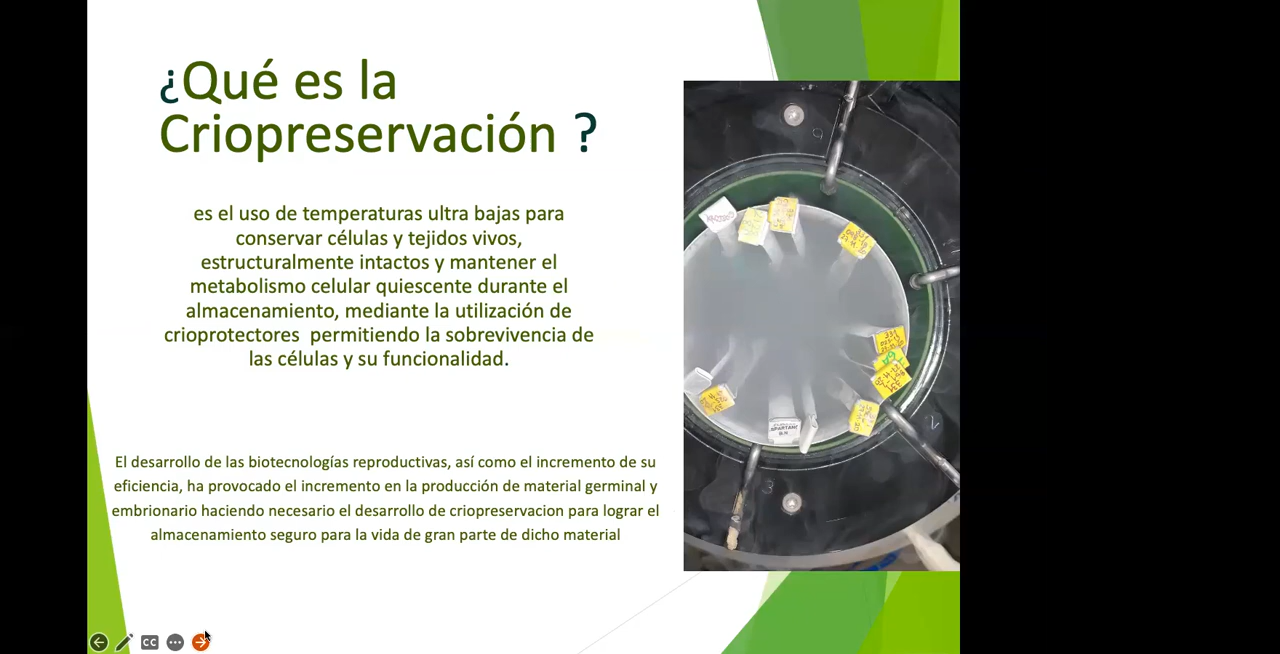 ¿Qué es la
Criopreservación ?
es el uso de temperaturas ultra bajas para
conservar células y tejidos vivos,
estructuralmente intactos y mantener el
metabolismo celular quiescente durante el
almacenamiento, mediante la utilización de
crioprotectores permitiendo la sobrevivencia de
las células y su funcionalidad.
El desarrollo de las biotecnologías reproductivas, así como el incremento de su
eficiencia, ha provocado el incremento en la producción de material germinal y
embrionario haciendo necesario el desarrollo de criopreservacion para lograr el
almacenamiento seguro para la vida de gran parte de dicho material
SPARTANS
2
3
CC